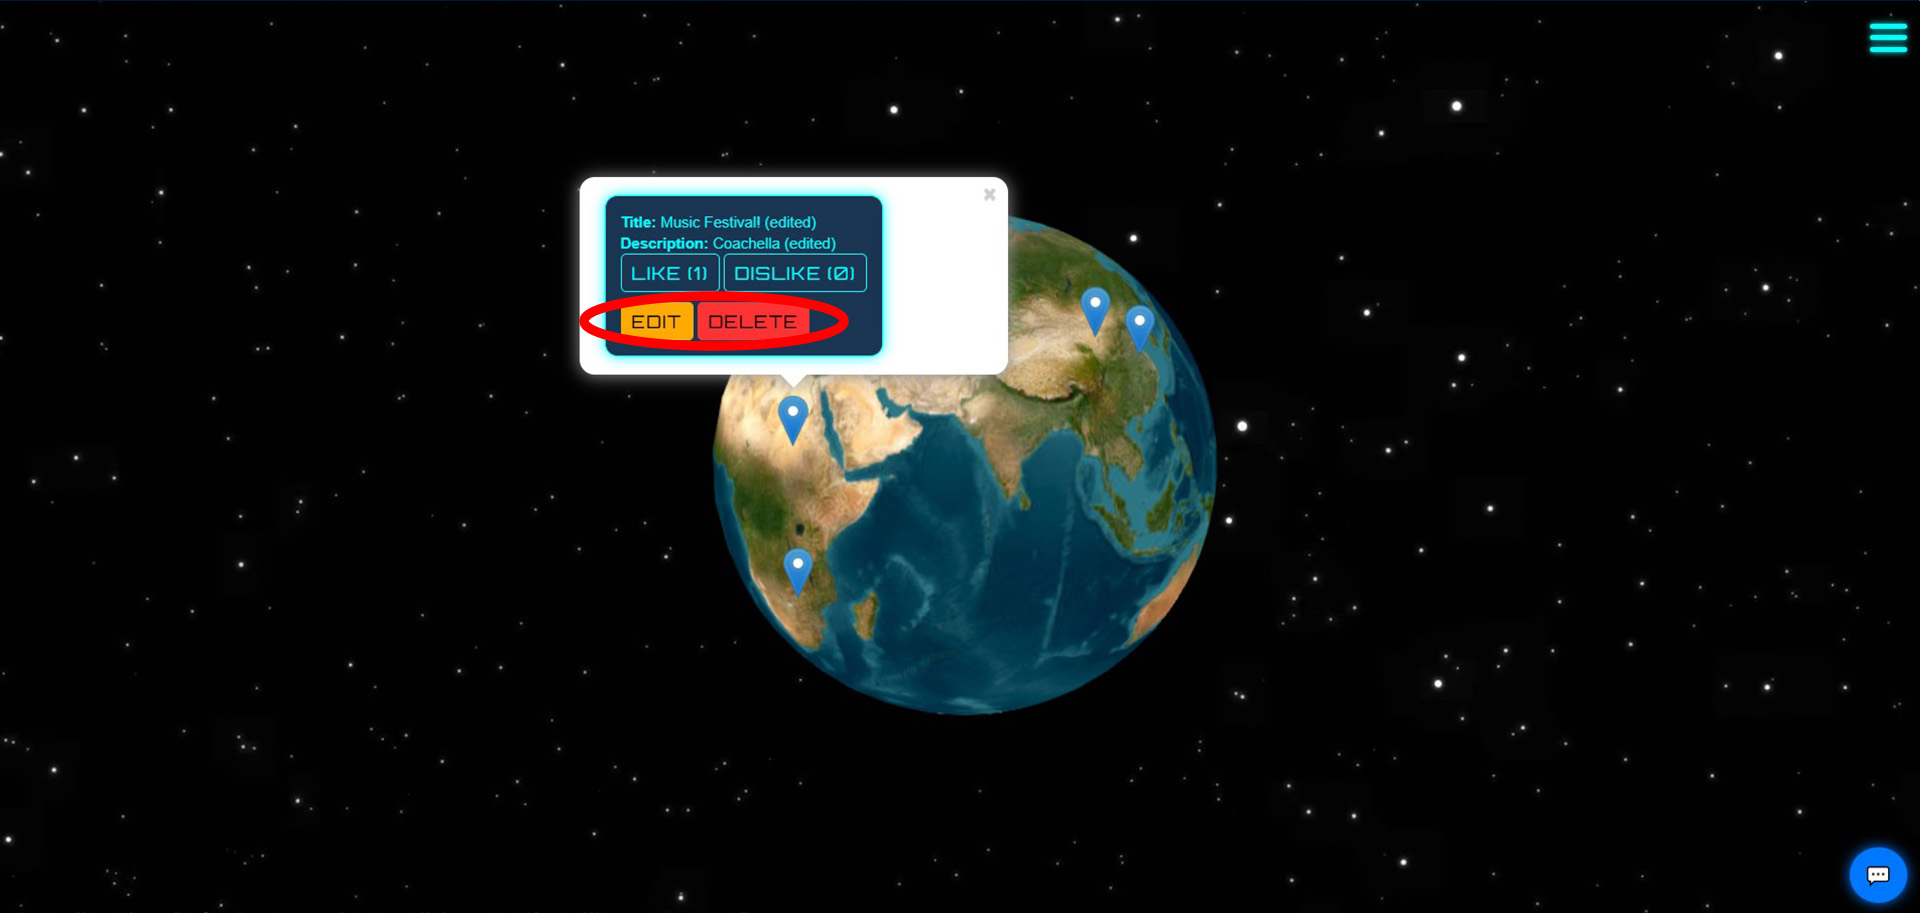 Title: Music Festival! (edited)
Description: Coachella (edited)
LIKE (1) DISLIKE (0)
EDIT DELETE